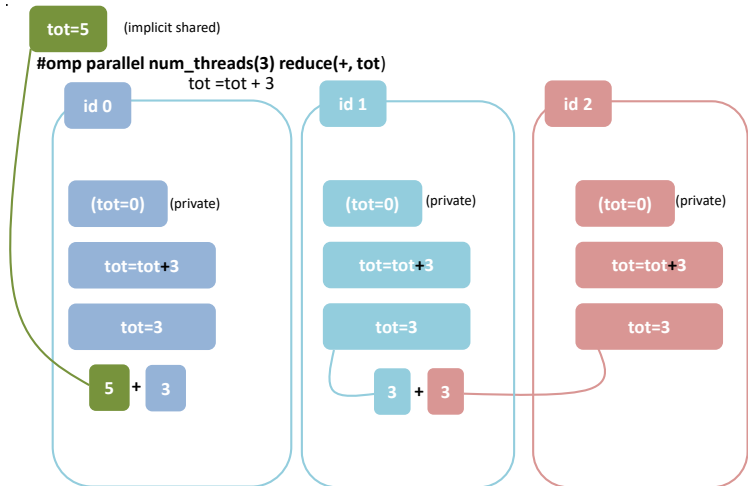 .
tot=5 (implicit shared)
#omp parallel num_threads(3) reduce(+, tot)
tot =tot + 3
id 0 id 1 id 2
(tot=0) (private) (tot=0) (private) (tot=0) (private)
tot=tot+3 tot=tot+3 tot=tot+3
tot=3 tot=3 tot=3
5 + 3 3 + 3